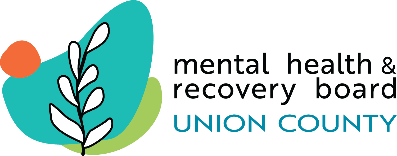 mental health &
recovery board
UNION COUNTY